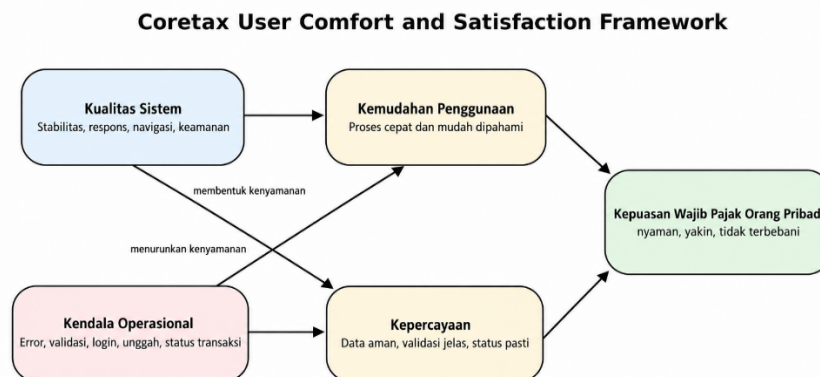 Coretax User Comfort and Satisfaction Framework
Kualitas Sistem
Stabilitas, respons, navigasi, keamanan
Kemudahan Penggunaan
Proses cepat dan mudah dipahami
membentuk kenyamanan
menurunkan kenyamanan
Kepuasan Wajib Pajak Orang Pribad
nyaman, yakin, tidak terbebani
Kendala Operasional
Error, validasi, login, unggah, status transaksi
Kepercayaan
Data aman, validasi jelas, status pasti